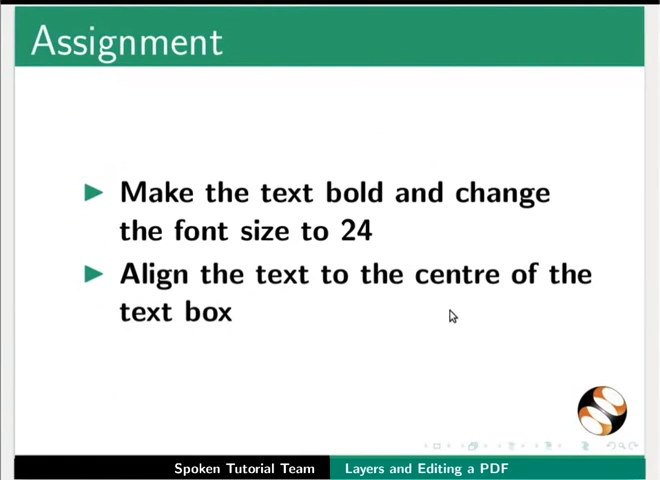 Assignment
Make the text bold and change
the font size to 24
Align the text to the centre of the
text box
Spoken Tutorial Team Layers and Editing a PDF